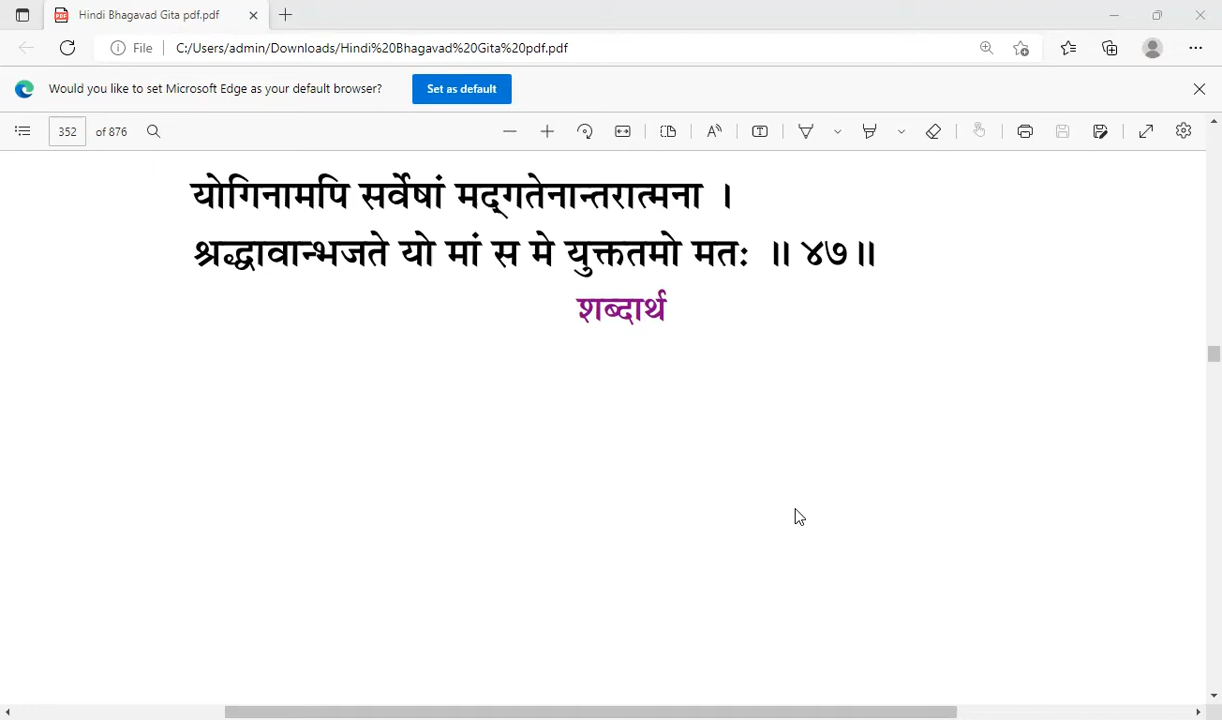 Hindi Bhagavad Gita pdf.pdf
File C:/Users/admin/Downloads/Hindi%20Bhagavad%20Gita%20pdf.pdf
Would you like to set Microsoft Edge as your default browser? Set as default
352 of 876
योगिनामपि सर्वेषां मद्गतेनान्तरात्मना ।
श्रद्धावान्भजते यो मां स मे युक्ततमो मतः ॥ ४७॥
शब्दार्थ